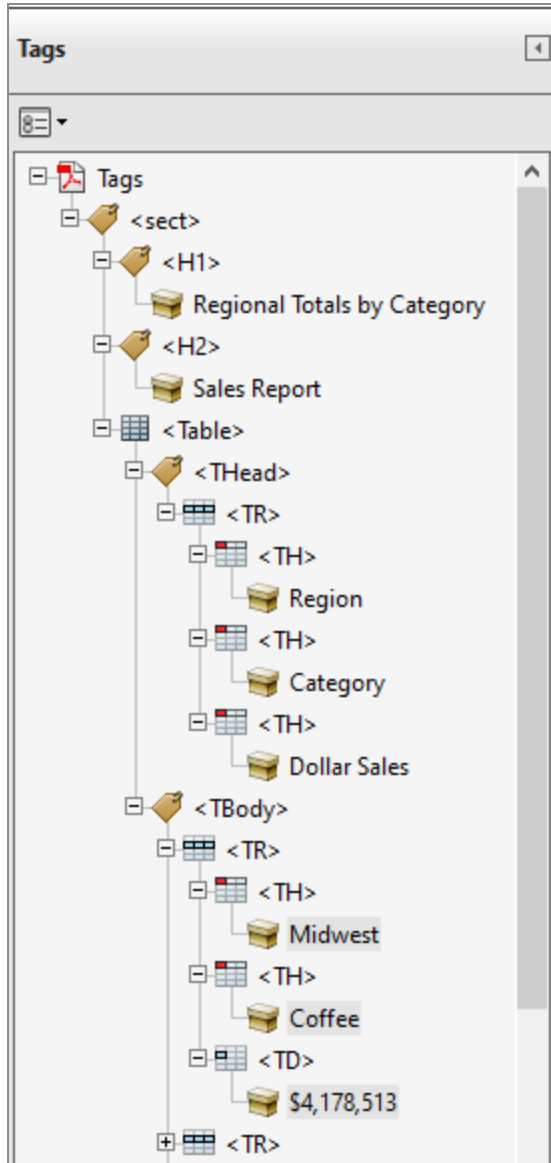 Tags
Tags
<sect>
<H1>
Regional Totals by Category
<H2>
Sales Report
<Table>
<THead>
<TR>
<TH>
Region
<TH>
Category
<TH>
Dollar Sales
<TBody>
<TR>
<TH>
Midwest
<TH>
Coffee
<TD>
$4,178,513
<TR>